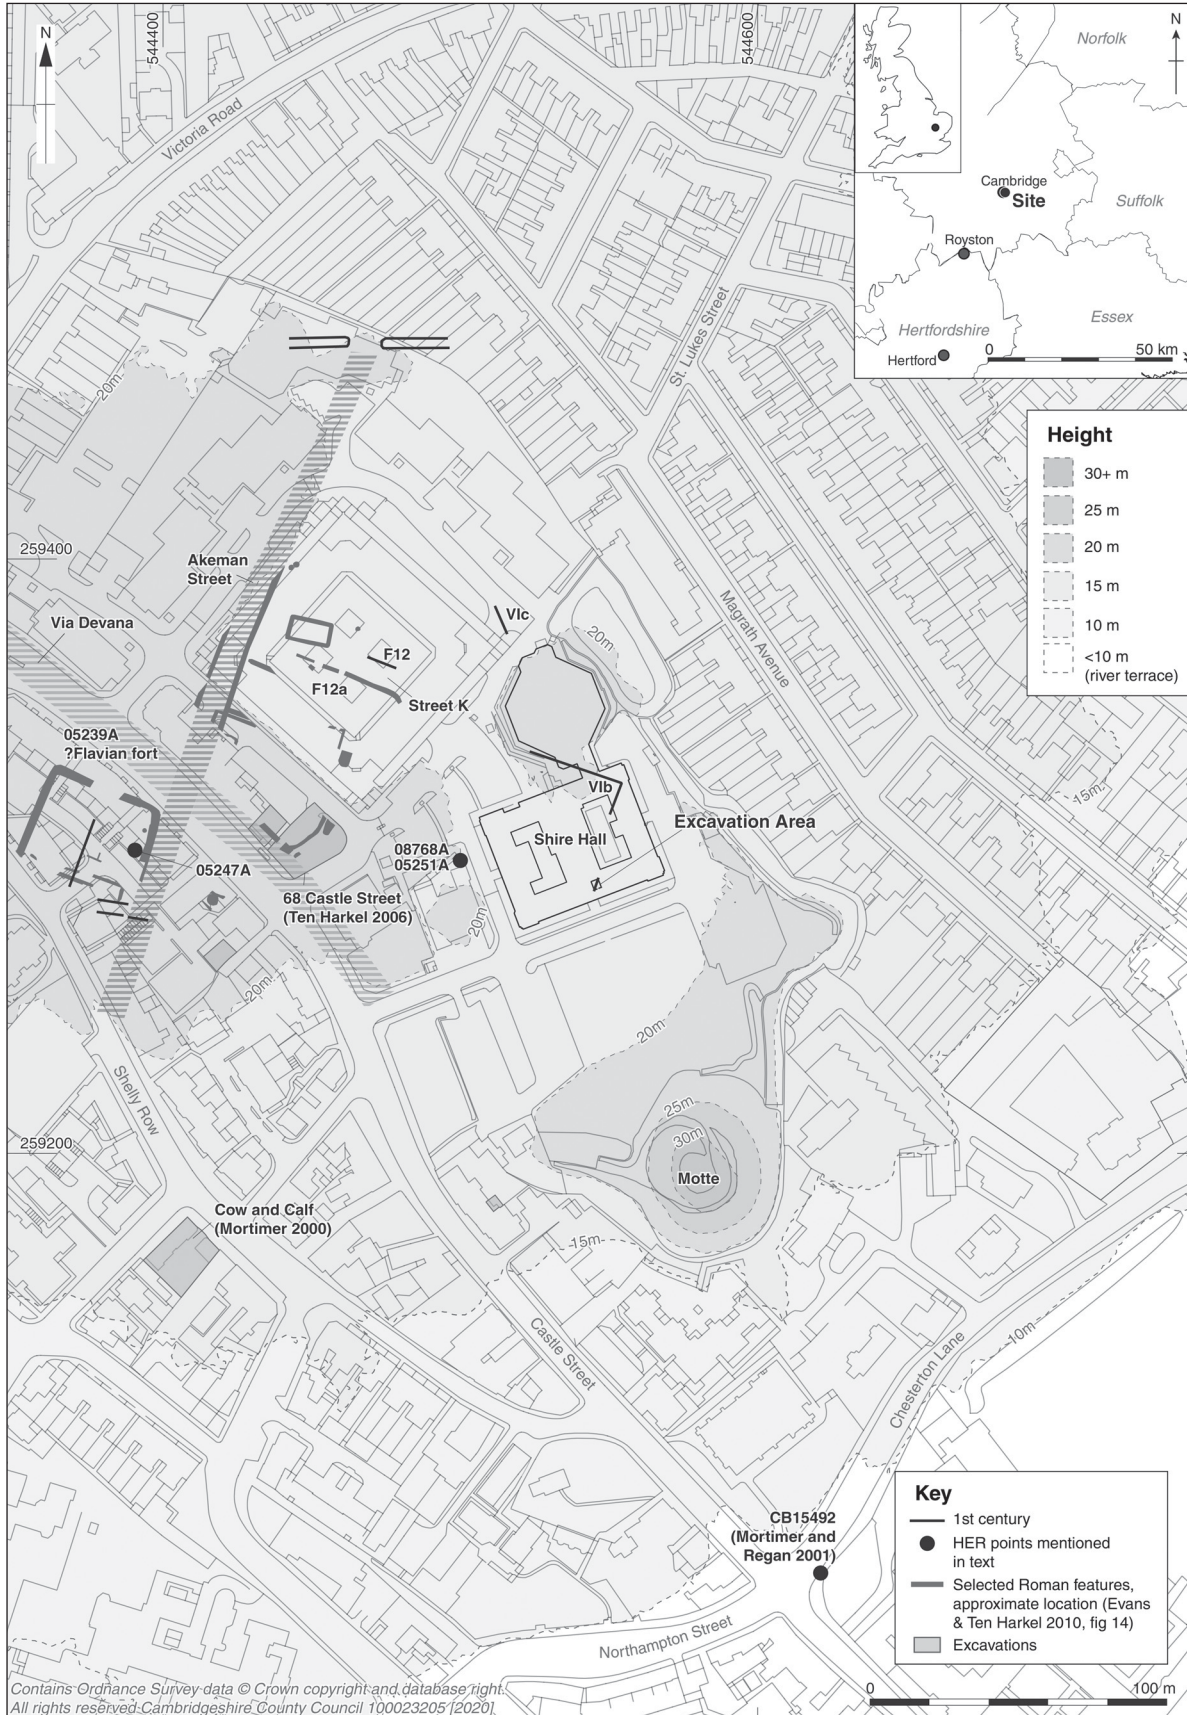 N
544400
544600
Victoria Road
N
Norfolk
Cambridge
Site
Suffolk
Royston
Hertfordshire
Essex
Hertford
0
50 km
St. Lukes Street
20m
Height
30+ m
25 m
20 m
15 m
10 m
<10 m
(river terrace)
259400
Akeman
Street
Via Devana
VIc
20m
Magrath Avenue
F12
F12a
Street K
05239A
?Flavian fort
VIb
15m
Shire Hall
Excavation Area
08768A
05251A
05247A
68 Castle Street
(Ten Harkel 2006)
20m
20m
20m
Shelly Row
25m
30m
Motte
259200
Cow and Calf
(Mortimer 2000)
15m
Castle Street
10m
Chesterton Lane
CB15492
(Mortimer and
Regan 2001)
Northampton Street
Key
1st century
HER points mentioned
in text
Selected Roman features,
approximate location (Evans
& Ten Harkel 2010, fig 14)
Excavations
Contains Ordnance Survey data © Crown copyright and database right.
All rights reserved Cambridgeshire County Council 100023205 [2020]
0
100 m